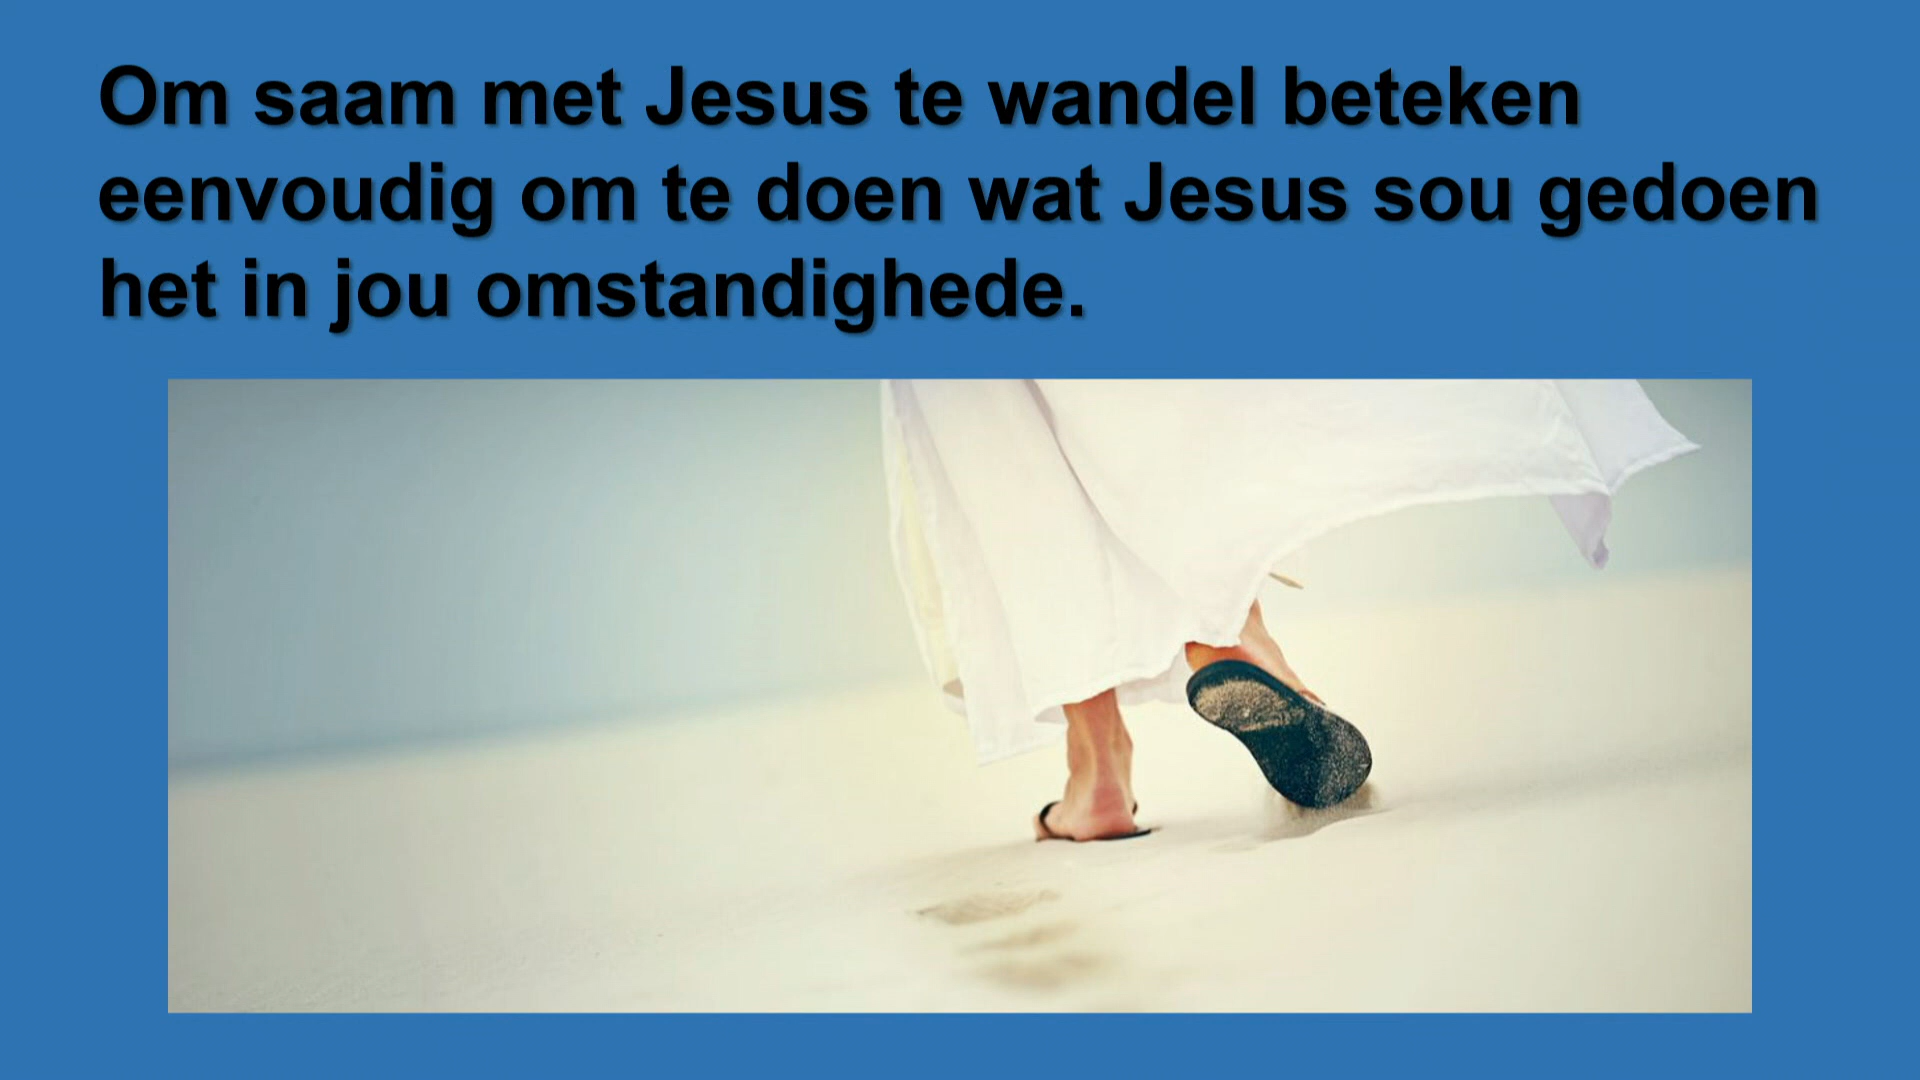 Om saam met Jesus te wandel beteken
eenvoudig om te doen wat Jesus sou gedoen
het in jou omstandighede.